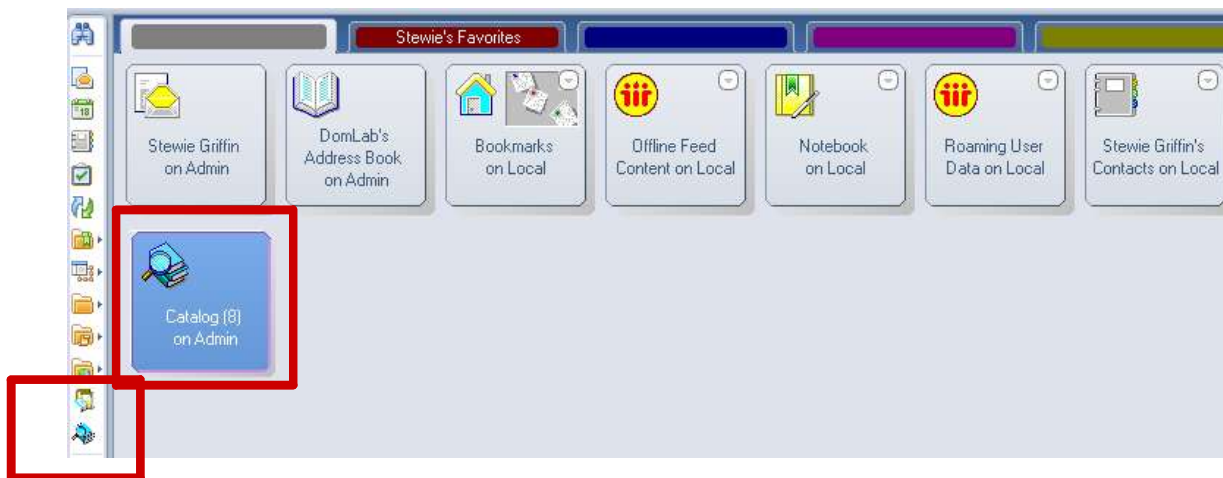 Stewie's Favorites
Stewie Griffin
on Admin
DomLab's
Address Book
on Admin
Bookmarks
on Local
Offline Feed
Content on Local
Notebook
on Local
Roaming User
Data on Local
Stewie Griffin's
Contacts on Local
18
Catalog (8)
on Admin